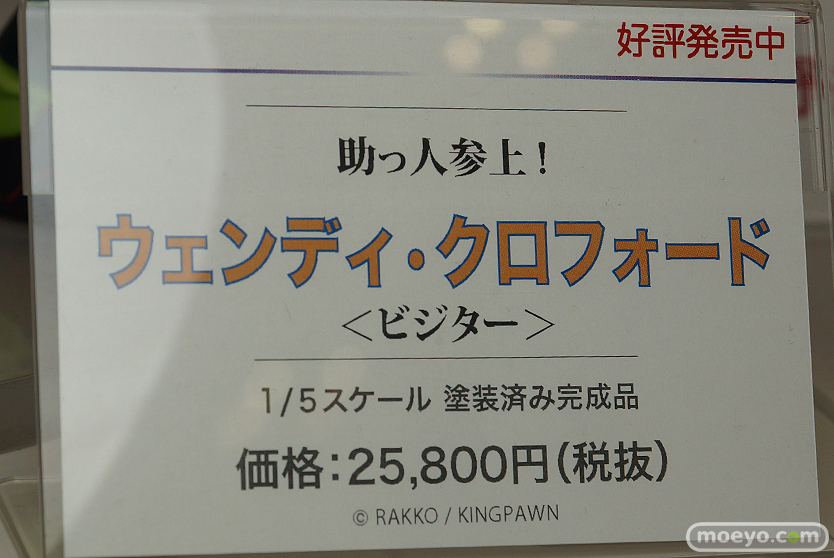 好評発売中
助っ人参上!
ウェンディ・クロフォード
<ビジター>
1/5スケール 塗装済み完成品
価格:25,800円(税抜)
© RAKKO / KINGPAWN
moeyo.com